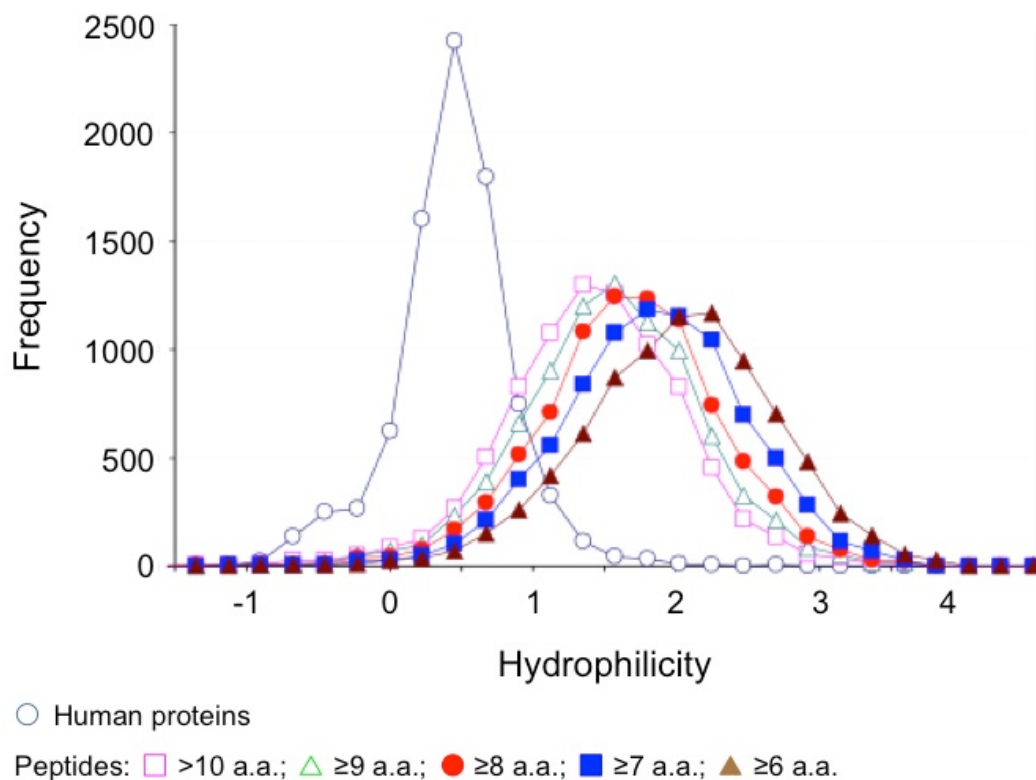 2500
2000
1500
1000
500
0
Frequency
-1 0 1 2 3 4
Hydrophilicity
Human proteins
Peptides: >10 a.a.; ≥9 a.a.; ≥8 a.a.; ≥7 a.a.; ≥6 a.a.